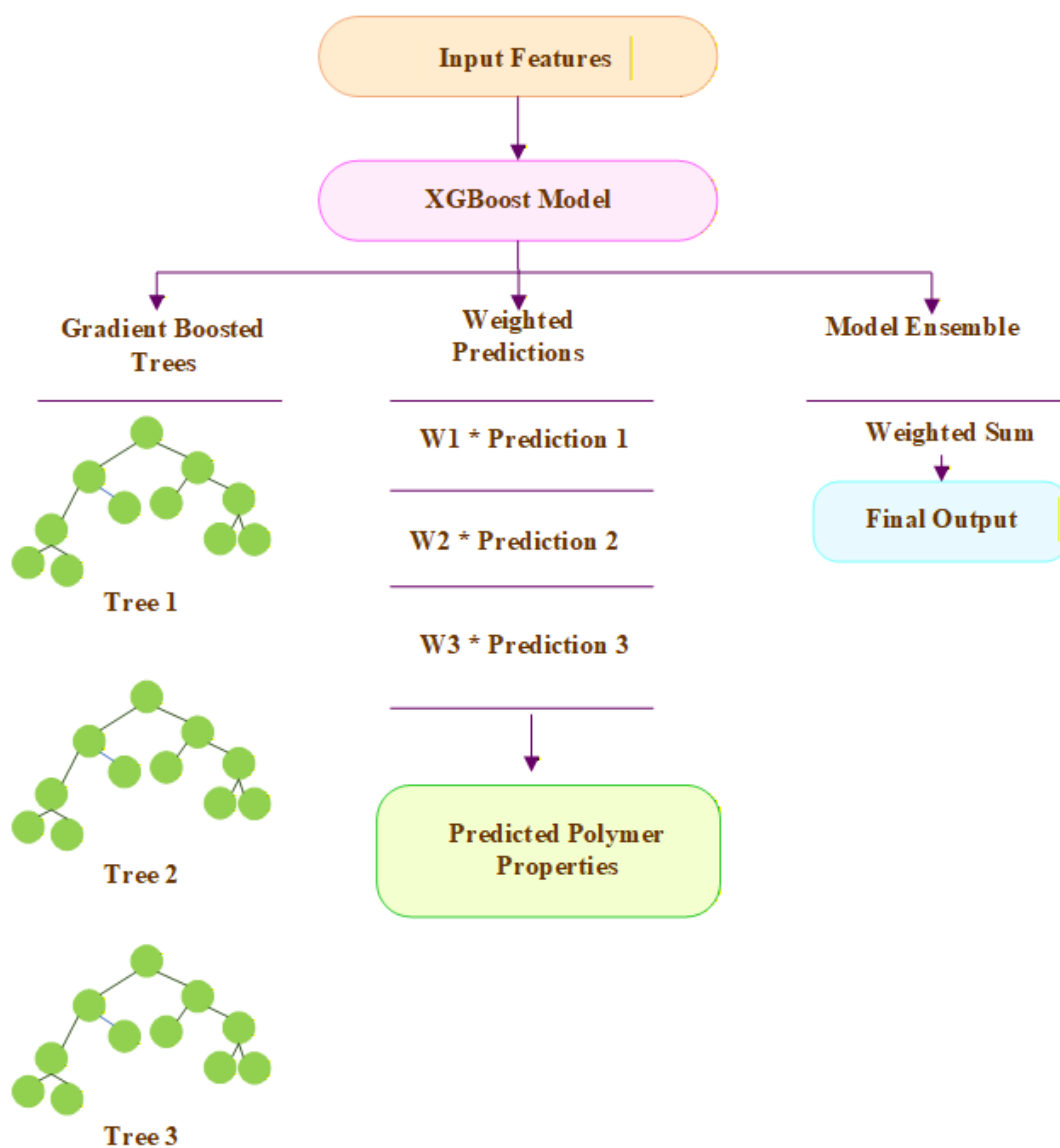 Input Features
XGBoost Model
Gradient Boosted
Trees
Tree 1
Tree 2
Tree 3
Weighted
Predictions
W1 * Prediction 1
W2 * Prediction 2
W3 * Prediction 3
Predicted Polymer
Properties
Model Ensemble
Weighted Sum
Final Output